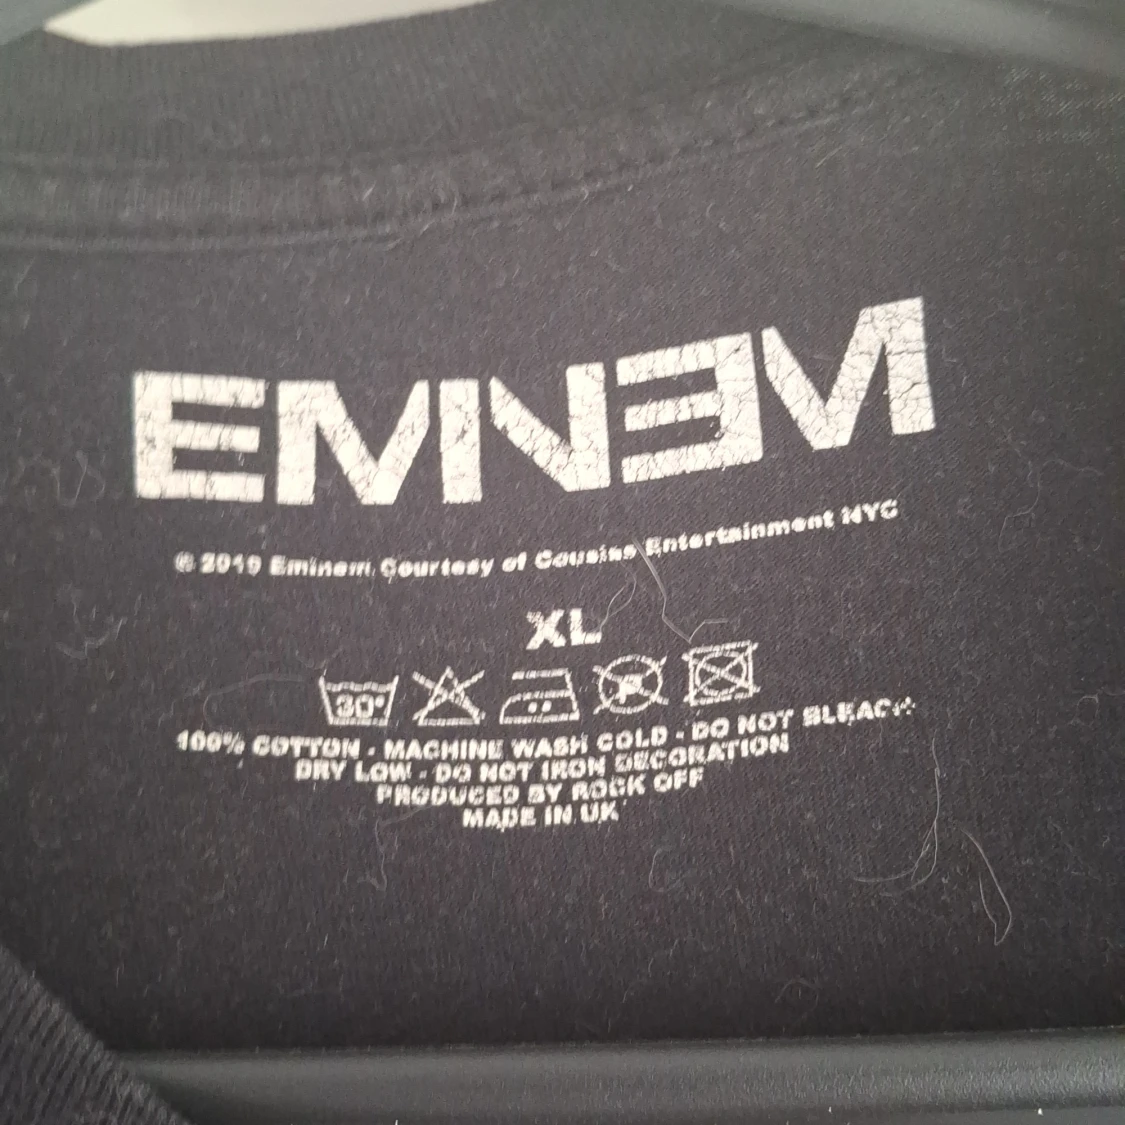 EMINEM
© 2019 Eminem, Courtesy of Cousins Entertainment NYC
XL
30°
P
100% COTTON - MACHINE WASH COLD - DO NOT BLEACH
DRY LOW - DO NOT IRON DECORATION
PRODUCED BY ROCK OFF
MADE IN UK